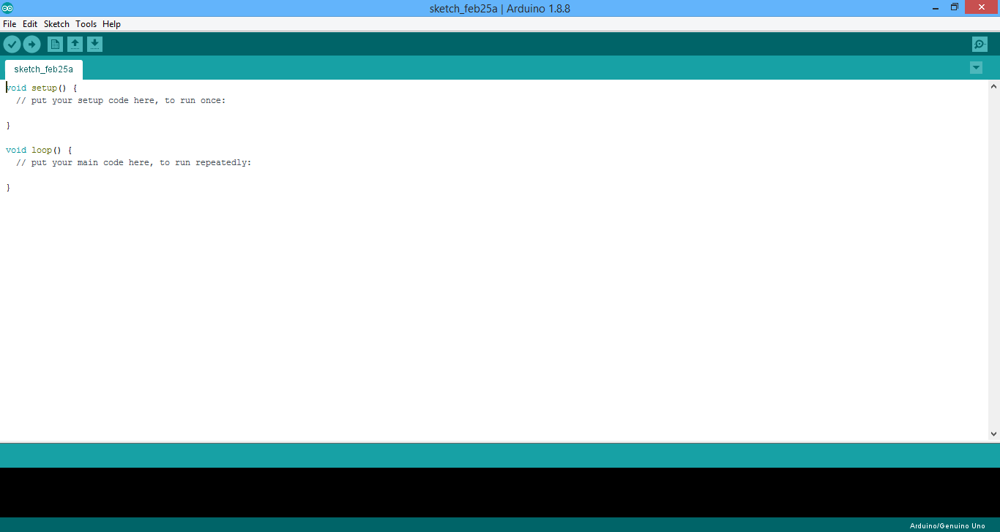 sketch_feb25a | Arduino 1.8.8
File Edit Sketch Tools Help
sketch_feb25a
void setup() {
  // put your setup code here, to run once:
}
void loop() {
  // put your main code here, to run repeatedly:
}
Arduino/Genuino Uno